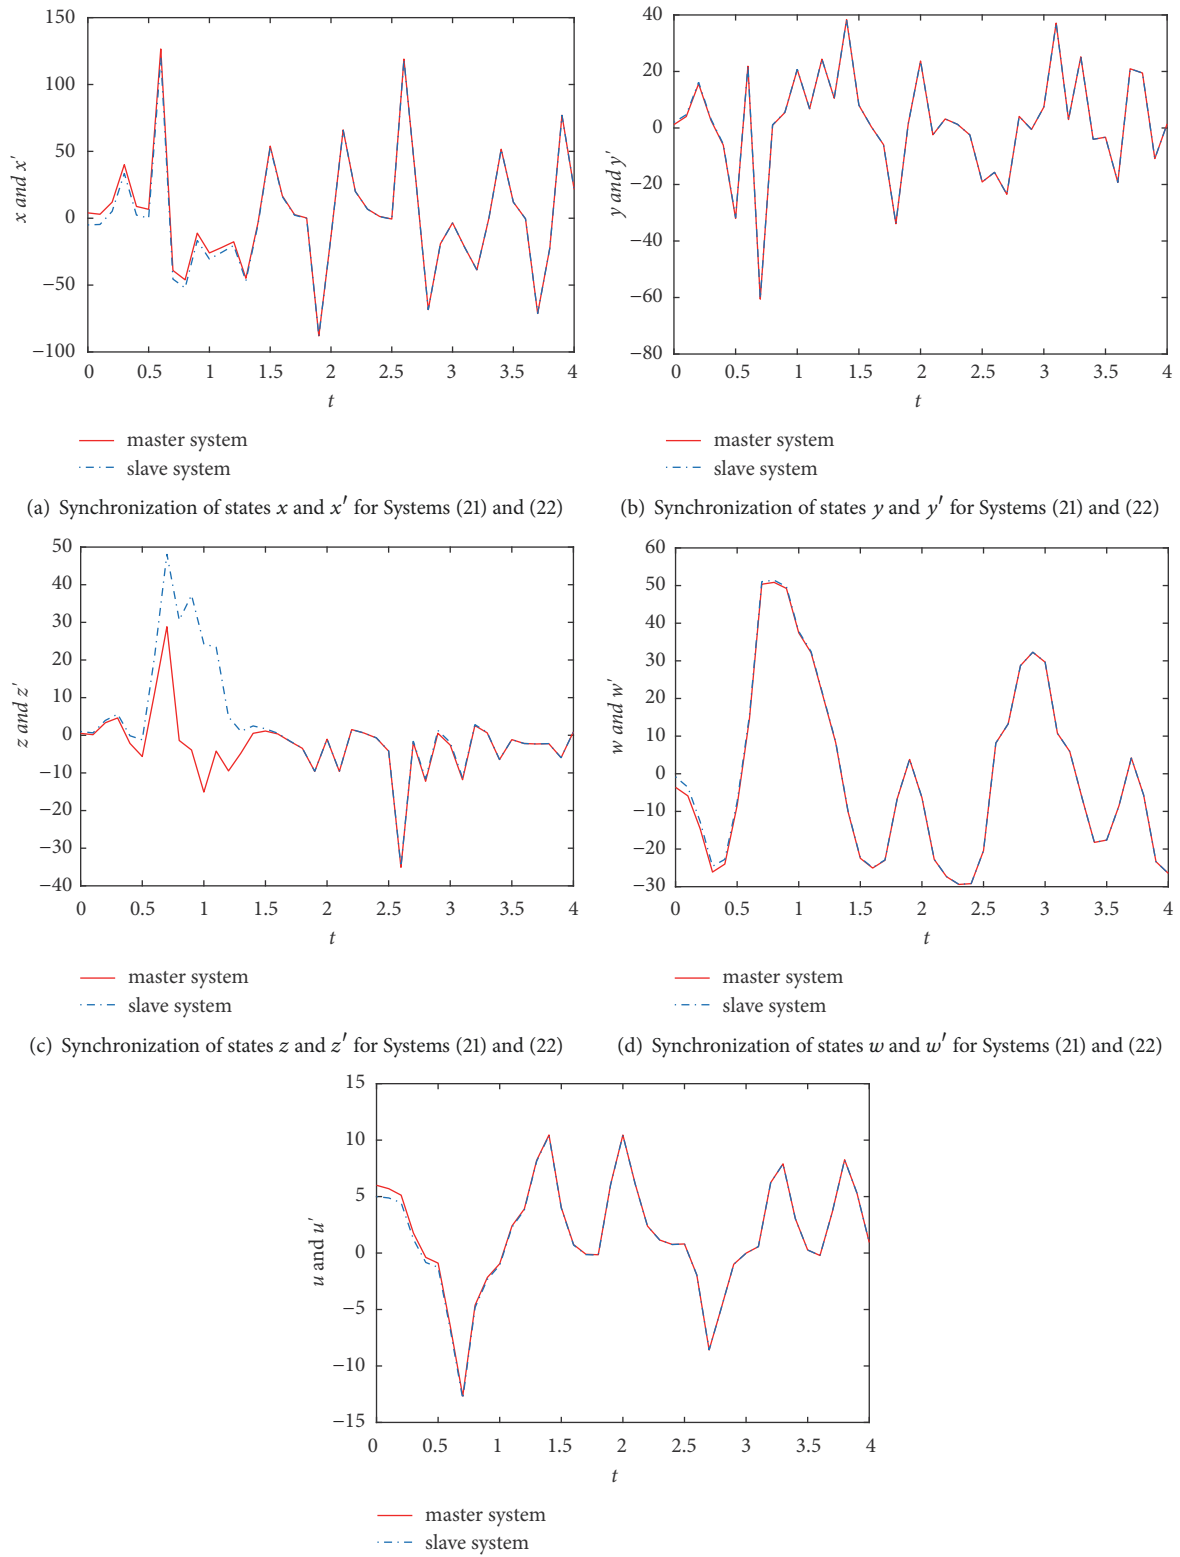 150
100
50
0
−50
−100
x and x′
0 0.5 1 1.5 2 2.5 3 3.5 4
t
master system
slave system
(a) Synchronization of states x and x′ for Systems (21) and (22)
40
20
0
−20
−40
−60
−80
y and y′
0 0.5 1 1.5 2 2.5 3 3.5 4
t
master system
slave system
(b) Synchronization of states y and y′ for Systems (21) and (22)
50
40
30
20
10
0
−10
−20
−30
−40
z and z′
0 0.5 1 1.5 2 2.5 3 3.5 4
t
master system
slave system
(c) Synchronization of states z and z′ for Systems (21) and (22)
60
50
40
30
20
10
0
−10
−20
−30
w and w′
0 0.5 1 1.5 2 2.5 3 3.5 4
t
master system
slave system
(d) Synchronization of states w and w′ for Systems (21) and (22)
15
10
5
0
−5
−10
−15
u and u′
0 0.5 1 1.5 2 2.5 3 3.5 4
t
master system
slave system